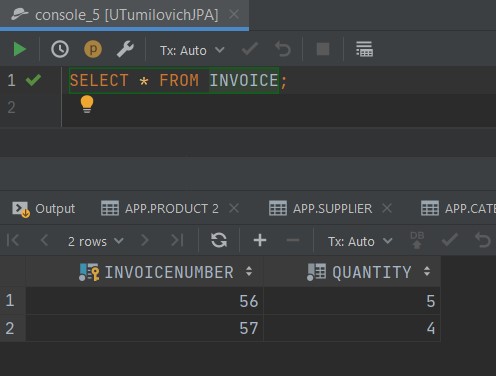 console_5 [UTumilovichJPA]
Tx: Auto
1 SELECT * FROM INVOICE;
2
Output APP.PRODUCT 2 APP.SUPPLIER APP.CATE
2 rows Tx: Auto DB
INVOICENUMBER QUANTITY
1 56 5
2 57 4